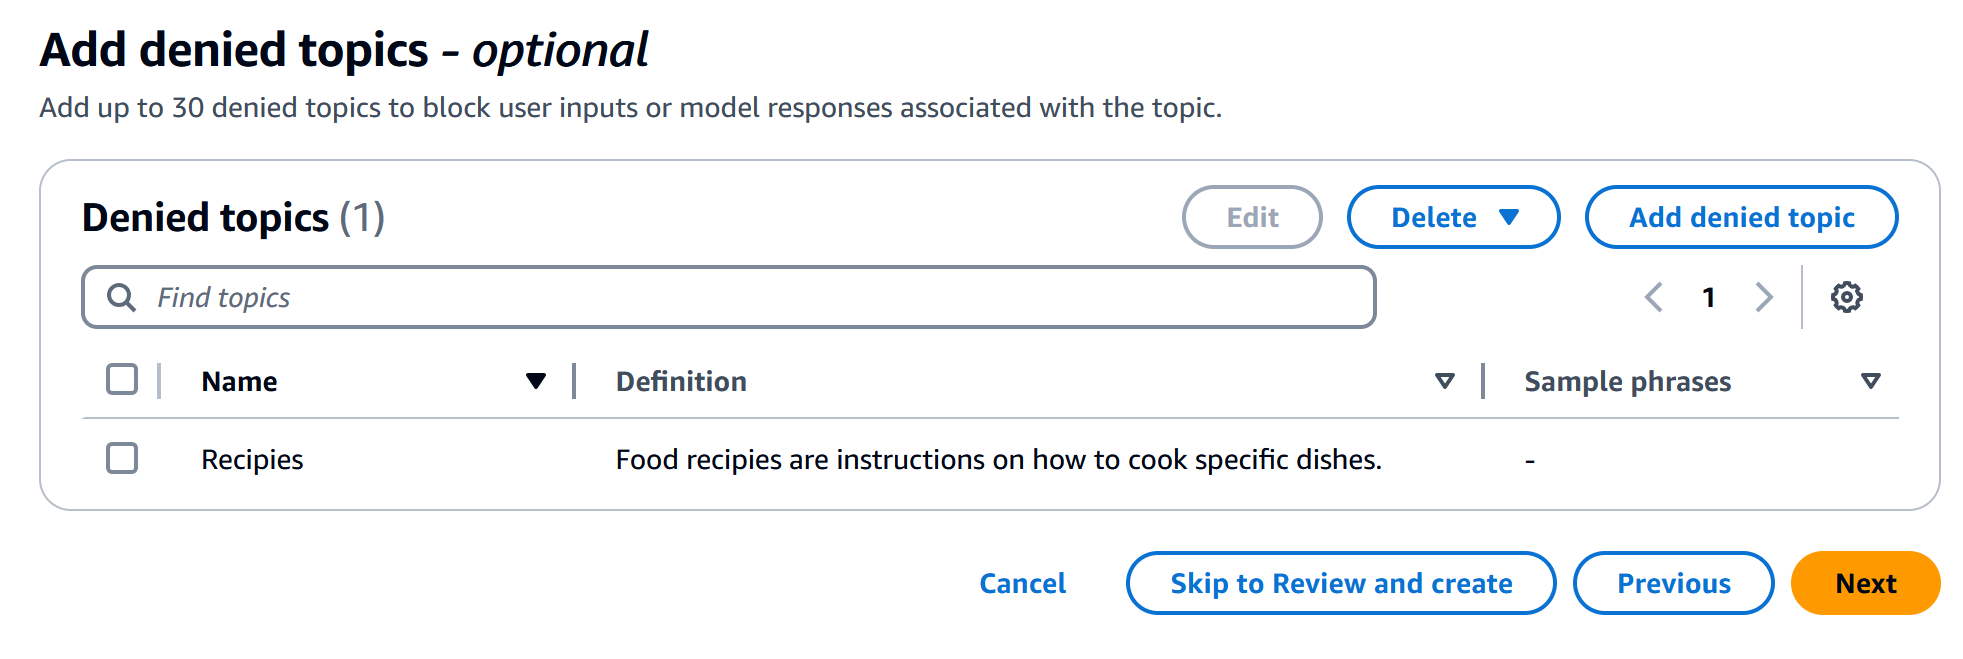 Add denied topics - optional
Add up to 30 denied topics to block user inputs or model responses associated with the topic.
Denied topics (1)
Edit
Delete
Add denied topic
Find topics
1
Name
Definition
Sample phrases
Recipies
Food recipies are instructions on how to cook specific dishes.
-
Cancel
Skip to Review and create
Previous
Next